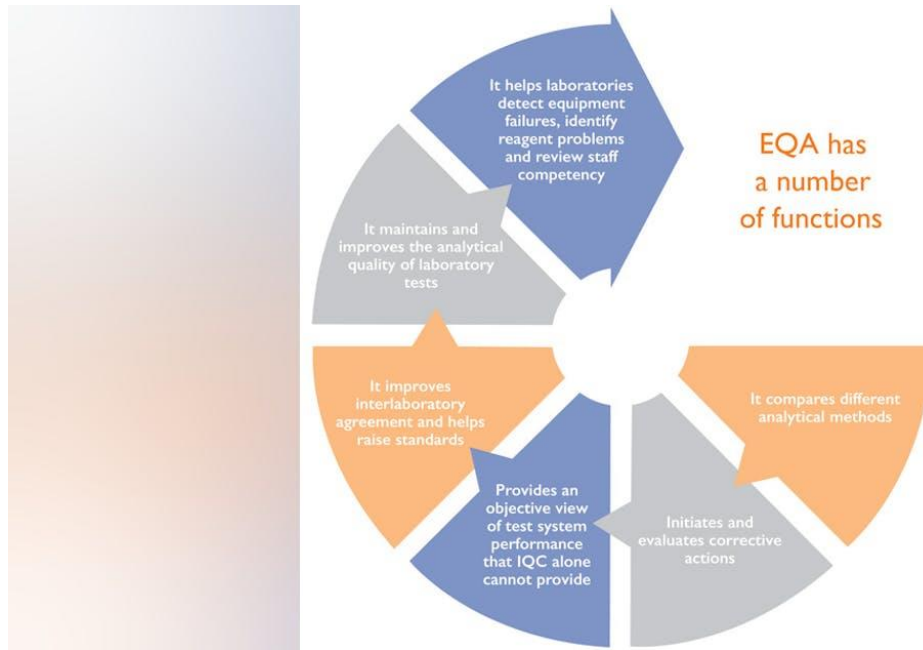 It helps laboratories
detect equipment
failures, identify
reagent problems
and review staff
competency
EQA has
a number
of functions
It maintains and
improves the analytical
quality of laboratory
tests
It improves
interlaboratory
agreement and helps
raise standards
Provides an
objective view
of test system
performance
that IQC alone
cannot provide
Initiates and
evaluates corrective
actions
It compares different
analytical methods